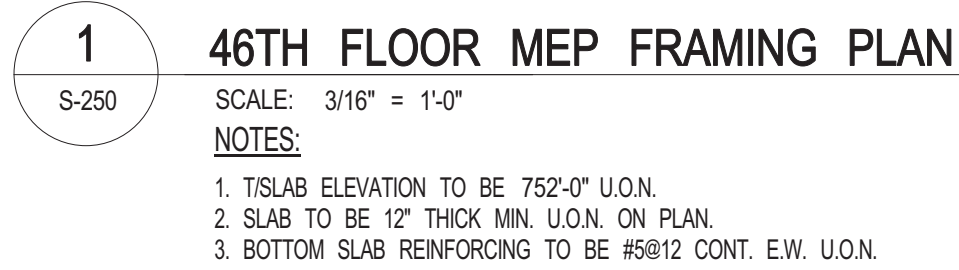 1
46TH FLOOR MEP FRAMING PLAN
S-250
SCALE: 3/16" = 1'-0"
NOTES:
1. T/SLAB ELEVATION TO BE 752'-0" U.O.N.
2. SLAB TO BE 12" THICK MIN. U.O.N. ON PLAN.
3. BOTTOM SLAB REINFORCING TO BE #5@12 CONT. E.W. U.O.N.